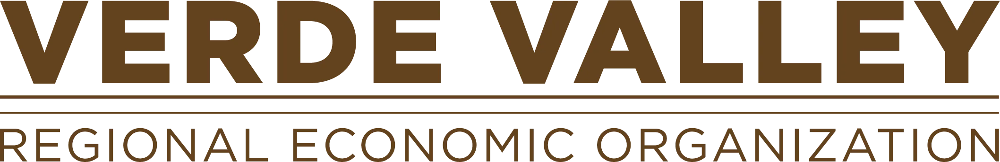 VERDE VALLEY
REGIONAL ECONOMIC ORGANIZATION